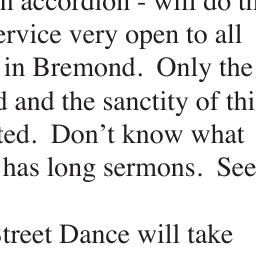 n accordion - will do th
ervice very open to all
in Bremond.  Only the
d and the sanctity of thi
ted.  Don't know what
has long sermons.  See
Street Dance will take